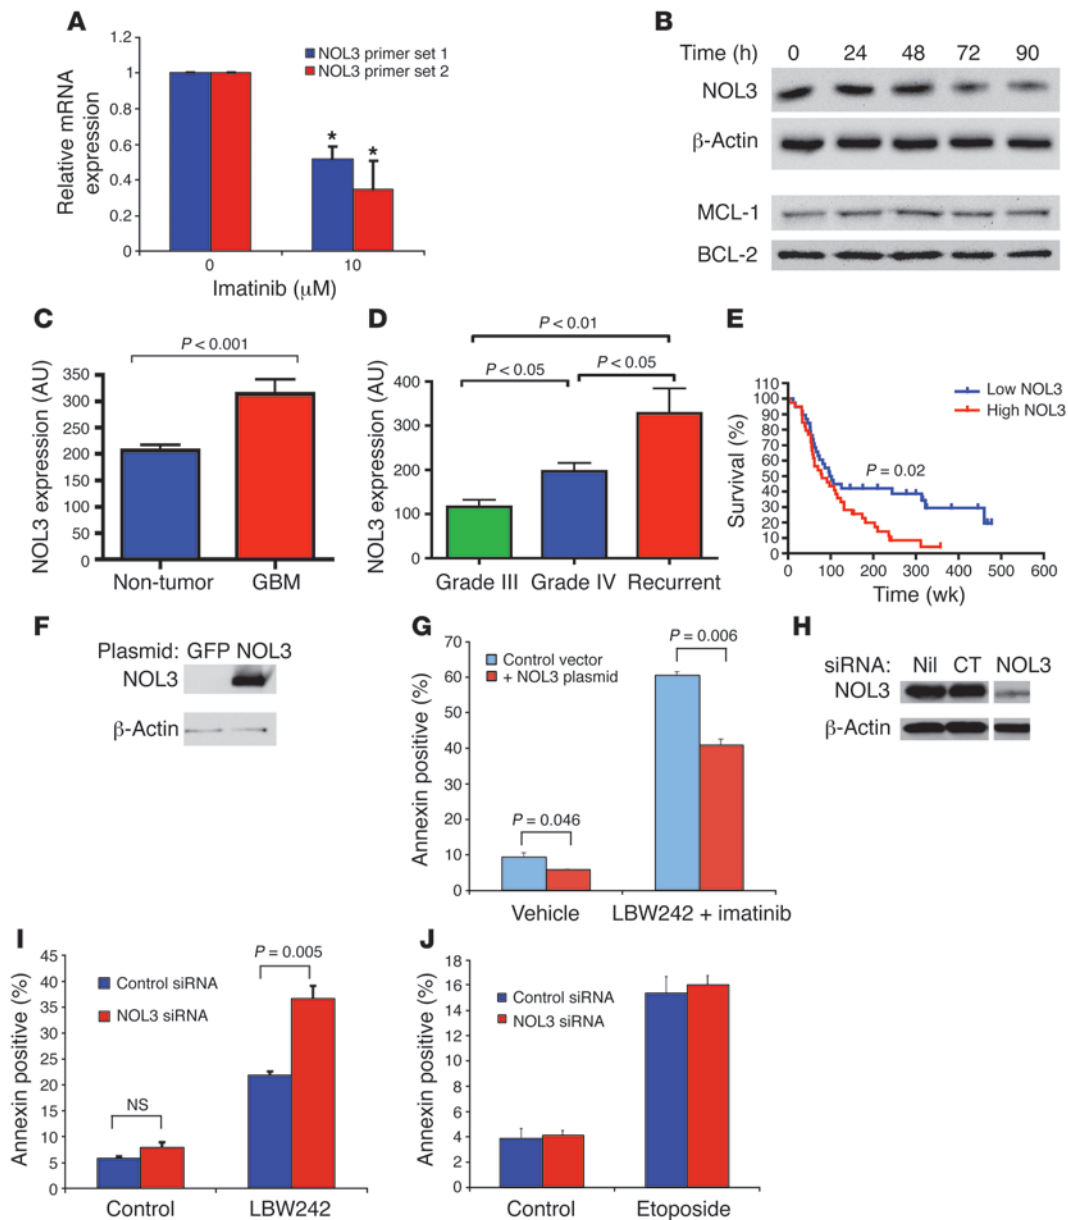 A
Relative mRNA
expression
1.2
1
0.8
0.6
0.4
0.2
0
NOL3 primer set 1
NOL3 primer set 2
*
*
0
10
Imatinib (μM)
B
Time (h) 0 24 48 72 90
NOL3
β-Actin
MCL-1
BCL-2
C
P < 0.001
NOL3 expression (AU)
350
300
250
200
150
100
50
0
Non-tumor
GBM
D
P < 0.01
P < 0.05
P < 0.05
NOL3 expression (AU)
400
300
200
100
0
Grade III
Grade IV
Recurrent
E
Survival (%)
110
100
90
80
70
60
50
40
30
20
10
0
Low NOL3
High NOL3
P = 0.02
0 100 200 300 400 500 600
Time (wk)
F
Plasmid: GFP NOL3
NOL3
β-Actin
G
Annexin positive (%)
70
60
50
40
30
20
10
0
Control vector
+ NOL3 plasmid
P = 0.006
P = 0.046
Vehicle
LBW242 + imatinib
H
siRNA: Nil CT NOL3
NOL3
β-Actin
I
Annexin positive (%)
45
40
35
30
25
20
15
10
5
0
Control siRNA
NOL3 siRNA
P = 0.005
NS
Control
LBW242
J
Annexin positive (%)
18
16
14
12
10
8
6
4
2
0
Control siRNA
NOL3 siRNA
Control
Etoposide